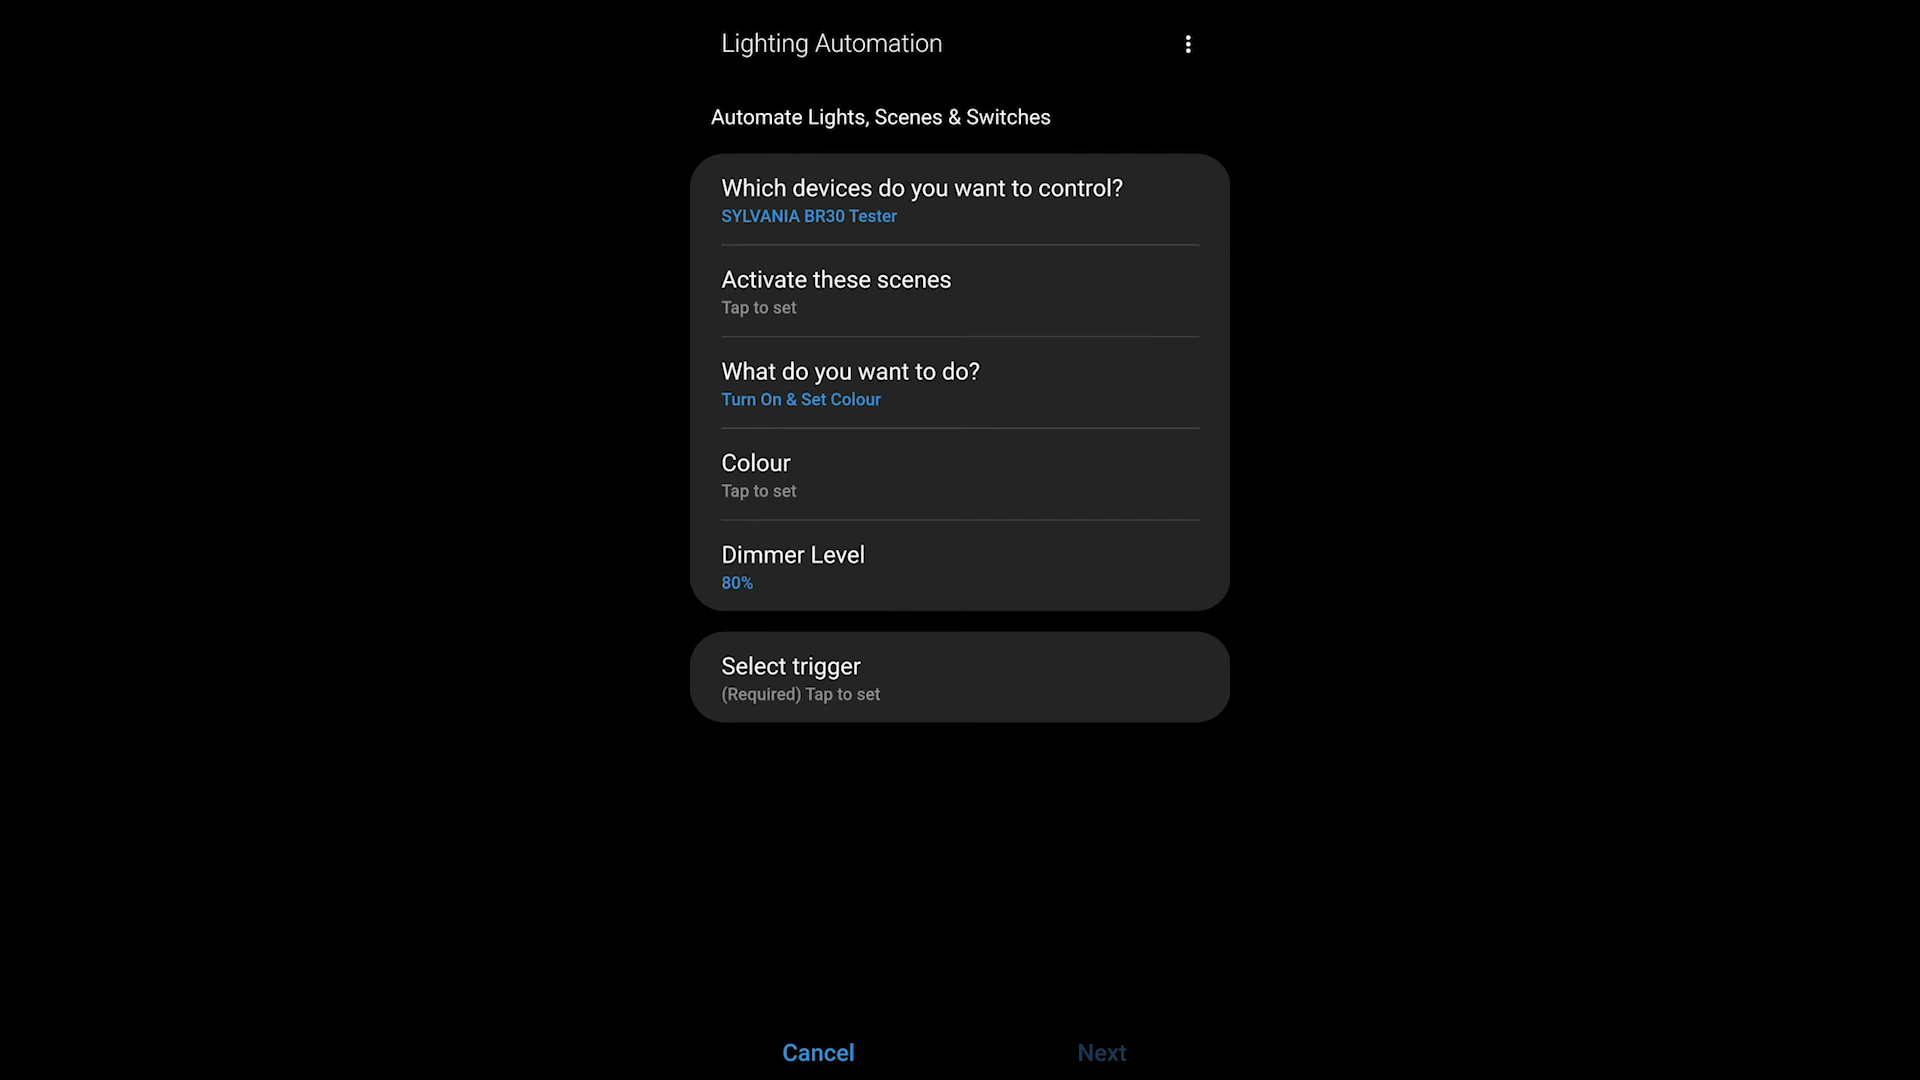 Lighting Automation
Automate Lights, Scenes & Switches
Which devices do you want to control?
SYLVANIA BR30 Tester
Activate these scenes
Tap to set
What do you want to do?
Turn On & Set Colour
Colour
Tap to set
Dimmer Level
80%
Select trigger
(Required) Tap to set
Cancel
Next